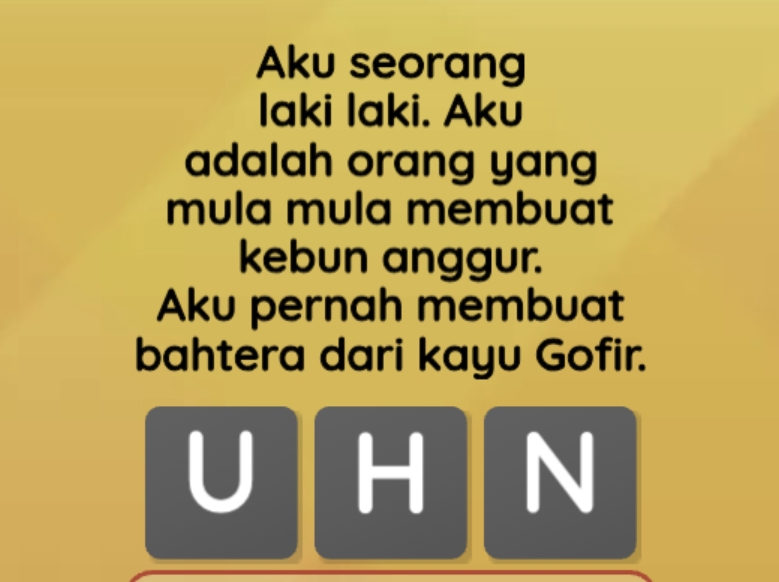 Aku seorang
laki laki. Aku
adalah orang yang
mula mula membuat
kebun anggur.
Aku pernah membuat
bahtera dari kayu Gofir.
U H N